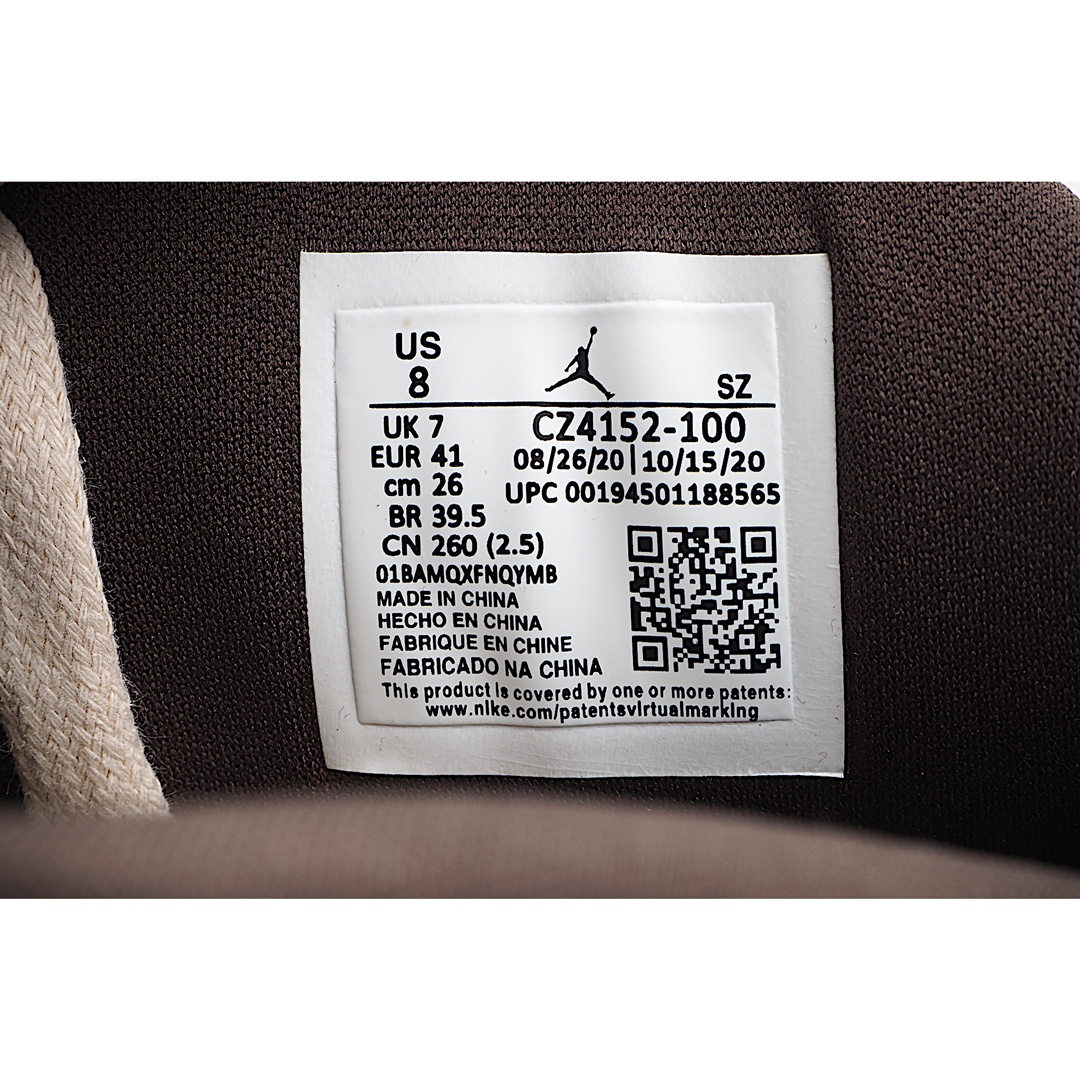 US
8
SZ
UK 7
EUR 41
cm 26
BR 39.5
CN 260 (2.5)
01BAMQXFNQYMB
CZ4152-100
08/26/20|10/15/20
UPC 00194501188565
MADE IN CHINA
HECHO EN CHINA
FABRIQUE EN CHINE
FABRICADO NA CHINA
This product is covered by one or more patents:
www.nike.com/patentsvirtualmarking